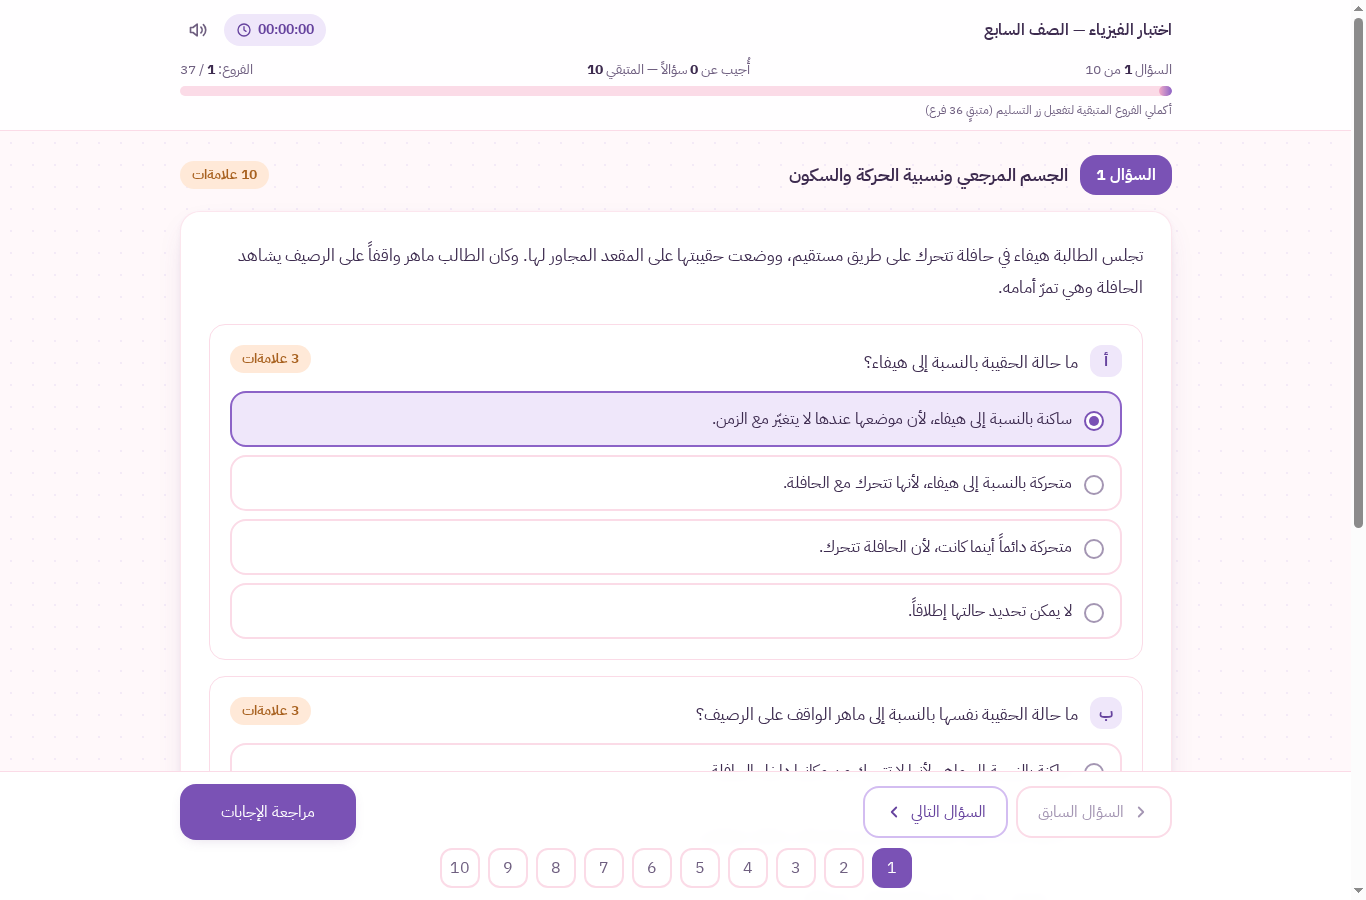 اختبار الفيزياء — الصف السابع
00:00:00
السؤال 1 من 10
أُجيب عن 0 سؤالاً — المتبقي 10
الفروع: 1 / 37
أكملي الفروع المتبقية لتفعيل زر التسليم (متبقٍ 36 فرع)
السؤال 1
الجسم المرجعي ونسبية الحركة والسكون
10 علامةات
تجلس الطالبة هيفاء في حافلة تتحرك على طريق مستقيم، ووضعت حقيبتها على المقعد المجاور لها. وكان الطالب ماهر واقفاً على الرصيف يشاهد
الحافلة وهي تمرّ أمامه.
أ
ما حالة الحقيبة بالنسبة إلى هيفاء؟
3 علامةات
ساكنة بالنسبة إلى هيفاء، لأن موضعها عندها لا يتغيّر مع الزمن.
متحركة بالنسبة إلى هيفاء، لأنها تتحرك مع الحافلة.
متحركة دائماً أينما كانت، لأن الحافلة تتحرك.
لا يمكن تحديد حالتها إطلاقاً.
ب
ما حالة الحقيبة نفسها بالنسبة إلى ماهر الواقف على الرصيف؟
3 علامةات
السؤال السابق
السؤال التالي
مراجعة الإجابات
1 2 3 4 5 6 7 8 9 10